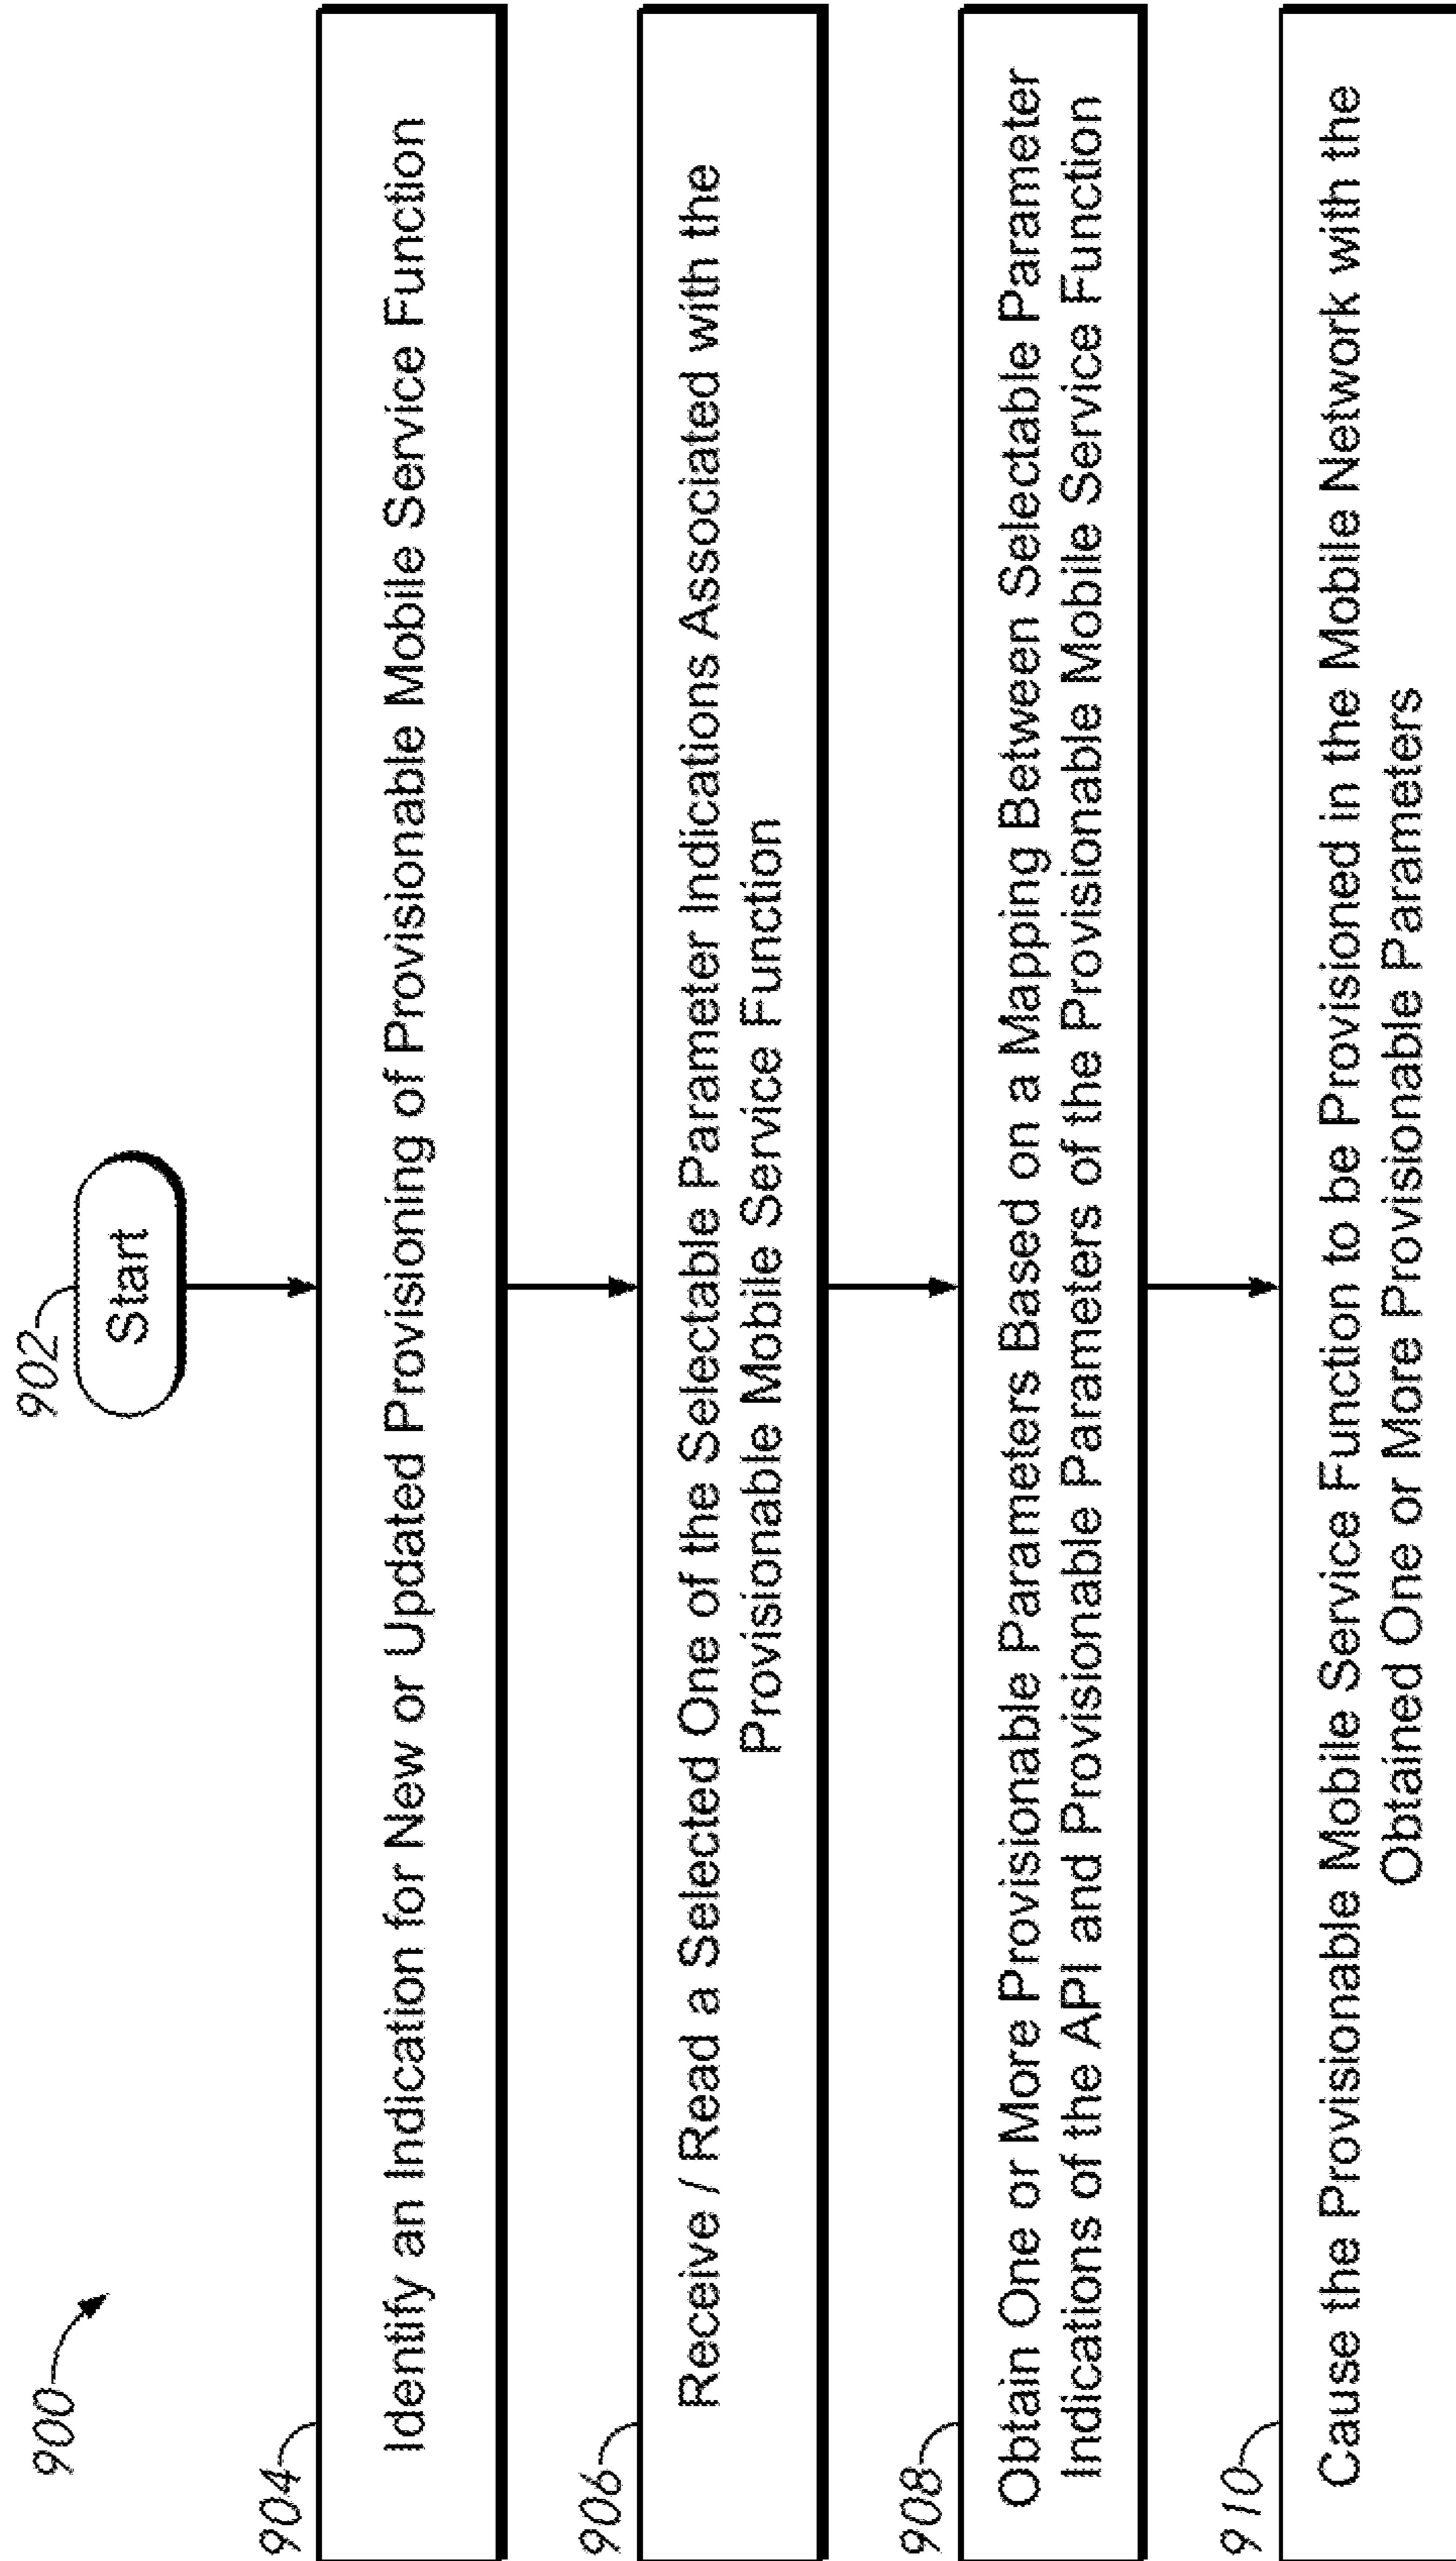 900
902
Start
904
Identify an Indication for New or Updated Provisioning of Provisionable Mobile Service Function
906
Receive / Read a Selected One of the Selectable Parameter Indications Associated with the
Provisionable Mobile Service Function
908
Obtain One or More Provisionable Parameters Based on a Mapping Between Selectable Parameter
Indications of the API and Provisionable Parameters of the Provisionable Mobile Service Function
910
Cause the Provisionable Mobile Service Function to be Provisioned in the Mobile Network with the
Obtained One or More Provisionable Parameters